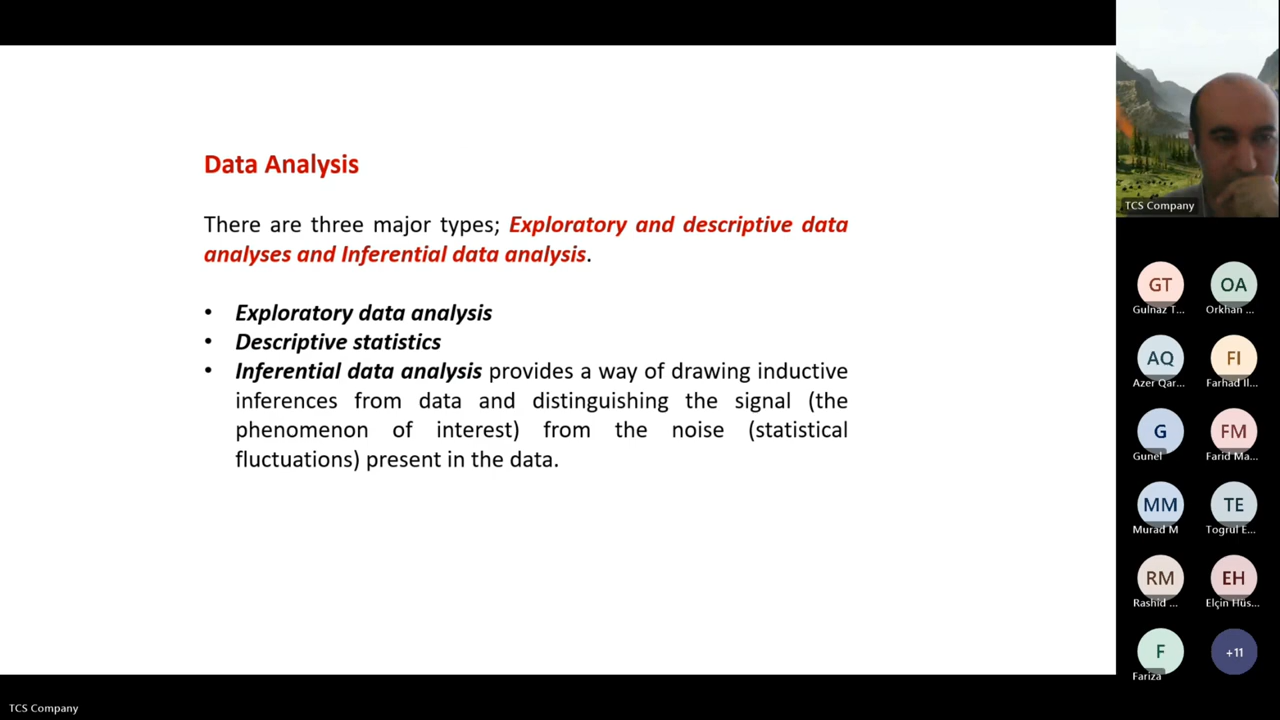 Data Analysis
There are three major types; Exploratory and descriptive data
analyses and Inferential data analysis.
• Exploratory data analysis
• Descriptive statistics
• Inferential data analysis provides a way of drawing inductive
inferences from data and distinguishing the signal (the
phenomenon of interest) from the noise (statistical
fluctuations) present in the data.
TCS Company
GT OA
Gulnaz T... Orkhan ...
AQ FI
Azer Qar... Farhad Il...
G FM
Gunel Farid Ma...
MM TE
Murad M Togrul E...
RM EH
Rashid ... Elçin Hüs...
F +11
Fariza
TCS Company